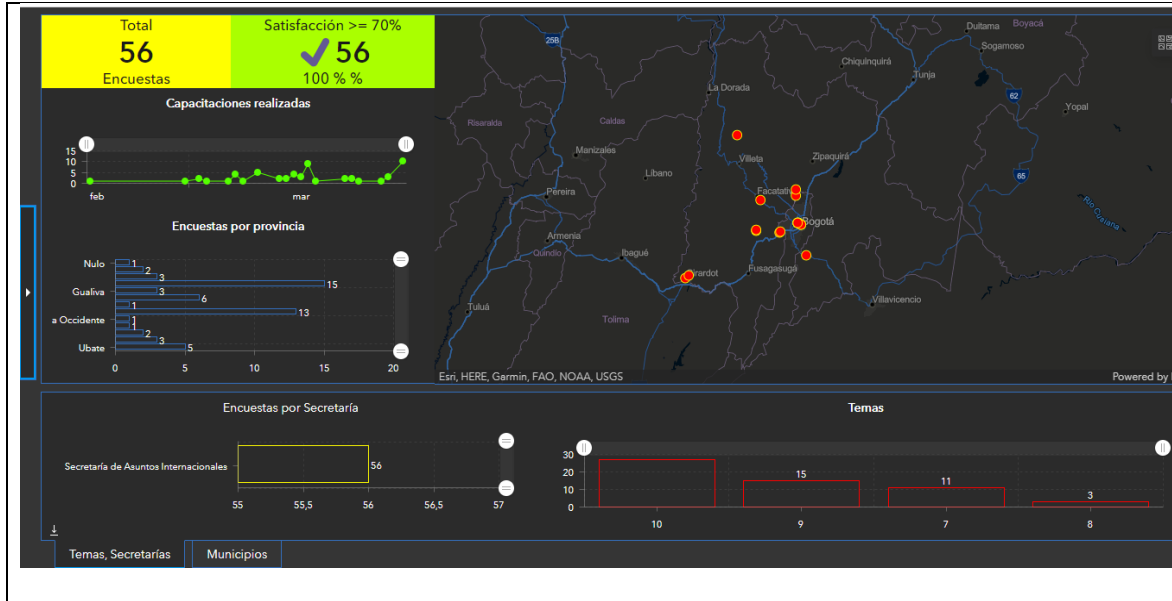 Total
56
Encuestas
Satisfacción >= 70%
56
100 % %
Capacitaciones realizadas
15
10
5
0
feb
mar
Encuestas por provincia
Nulo
Gualiva
a Occidente
Ubate
1
2
3
15
3
6
1
13
1
1
2
3
5
0
5
10
15
20
25B
Duitama
Boyacá
Sogamoso
Chiquinquirá
Tunja
La Dorada
62
Yopal
Risaralda
Caldas
Manizales
Villeta
Zipaquirá
Líbano
65
Pereira
Facatativ
Rio Cusiana
Bogotá
Armenia
Quindío
Ibagué
Girardot
Fusagasugá
Villavicencio
Tuluá
Tolima
Esri, HERE, Garmin, FAO, NOAA, USGS
Powered by
Encuestas por Secretaría
Secretaría de Asuntos Internacionales
56
55
55,5
56
56,5
57
Temas
30
20
10
0
15
11
3
10
9
7
8
Temas, Secretarías
Municipios